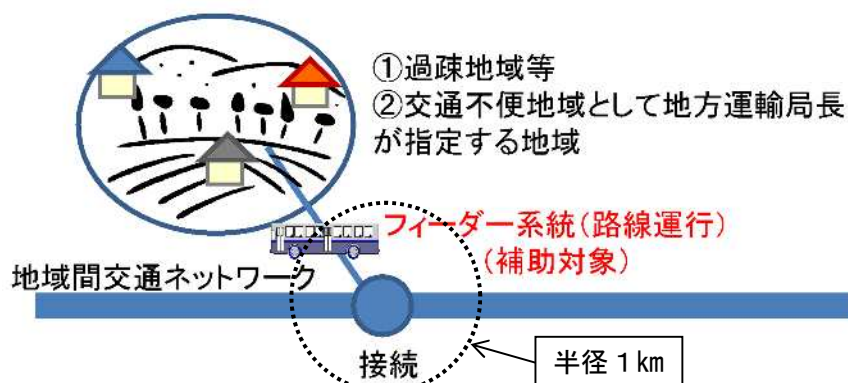 ①過疎地域等
②交通不便地域として地方運輸局長
が指定する地域
フィーダー系統(路線運行)
(補助対象)
地域間交通ネットワーク
接続
半径1km